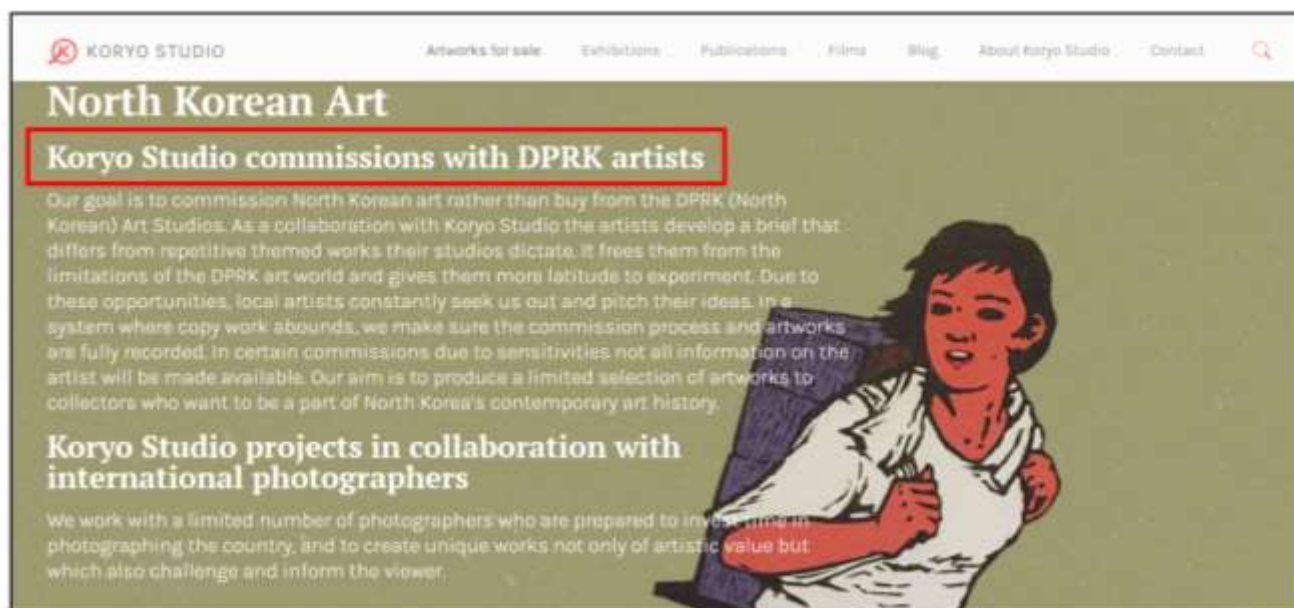 KORYO STUDIO
Artworks for sale
Exhibitions
Publications
Films
Blog
About Koryo Studio
Contact
North Korean Art
Koryo Studio commissions with DPRK artists
Our goal is to commission North Korean art rather than buy from the DPRK (North
Korean) Art Studios. As a collaboration with Koryo Studio the artists develop a brief that
differs from repetitive themed works their studios dictate. It frees them from the
limitations of the DPRK art world and gives them more latitude to experiment. Due to
these opportunities, local artists constantly seek us out and pitch their ideas. In a
system where copy work abounds, we make sure the commission process and artworks
are fully recorded. In certain commissions due to sensitivities not all information on the
artist will be made available. Our aim is to produce a limited selection of artworks to
collectors who want to be a part of North Korea's contemporary art history.
Koryo Studio projects in collaboration with
international photographers
We work with a limited number of photographers who are prepared to invest time in
photographing the country, and to create unique works not only of artistic value but
which also challenge and inform the viewer.